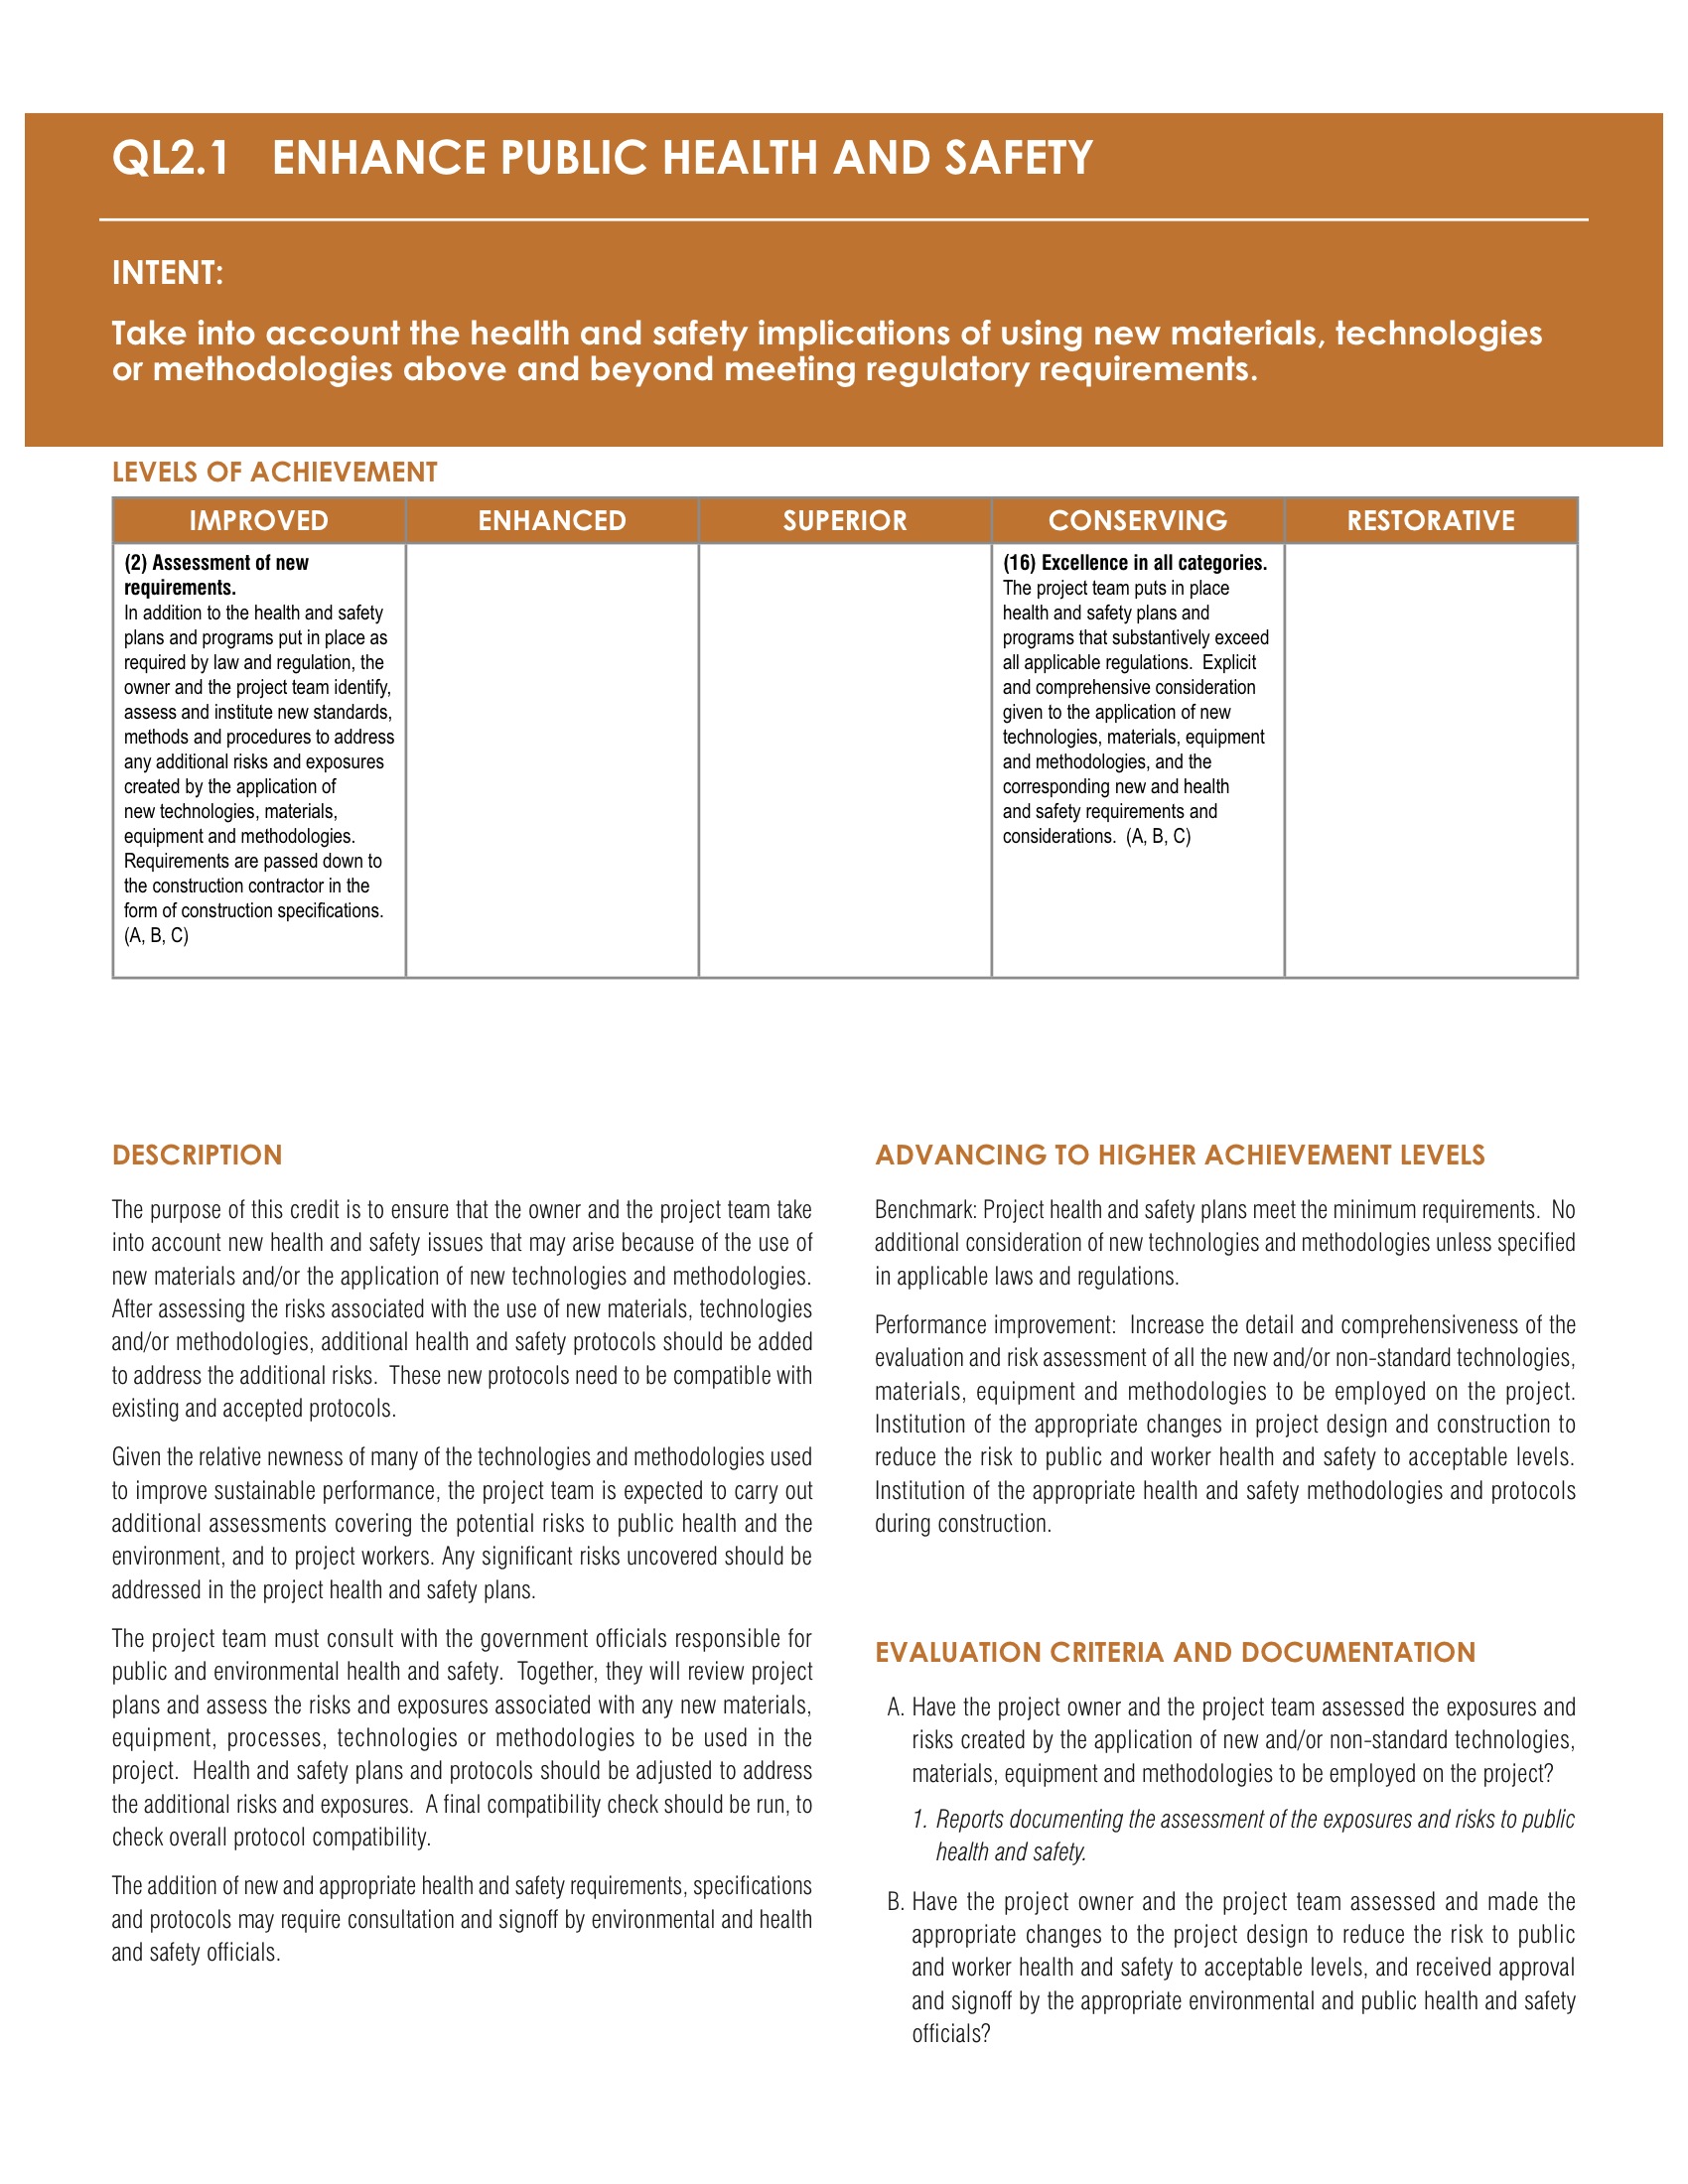 QL2.1 ENHANCE PUBLIC HEALTH AND SAFETY
INTENT:
Take into account the health and safety implications of using new materials, technologies
or methodologies above and beyond meeting regulatory requirements.
LEVELS OF ACHIEVEMENT
IMPROVED ENHANCED SUPERIOR CONSERVING RESTORATIVE
(2) Assessment of new
requirements.
In addition to the health and safety
plans and programs put in place as
required by law and regulation, the
owner and the project team identify,
assess and institute new standards,
methods and procedures to address
any additional risks and exposures
created by the application of
new technologies, materials,
equipment and methodologies.
Requirements are passed down to
the construction contractor in the
form of construction specifications.
(A, B, C)
(16) Excellence in all categories.
The project team puts in place
health and safety plans and
programs that substantively exceed
all applicable regulations. Explicit
and comprehensive consideration
given to the application of new
technologies, materials, equipment
and methodologies, and the
corresponding new and health
and safety requirements and
considerations. (A, B, C)
DESCRIPTION
The purpose of this credit is to ensure that the owner and the project team take
into account new health and safety issues that may arise because of the use of
new materials and/or the application of new technologies and methodologies.
After assessing the risks associated with the use of new materials, technologies
and/or methodologies, additional health and safety protocols should be added
to address the additional risks. These new protocols need to be compatible with
existing and accepted protocols.
Given the relative newness of many of the technologies and methodologies used
to improve sustainable performance, the project team is expected to carry out
additional assessments covering the potential risks to public health and the
environment, and to project workers. Any significant risks uncovered should be
addressed in the project health and safety plans.
The project team must consult with the government officials responsible for
public and environmental health and safety. Together, they will review project
plans and assess the risks and exposures associated with any new materials,
equipment, processes, technologies or methodologies to be used in the
project. Health and safety plans and protocols should be adjusted to address
the additional risks and exposures. A final compatibility check should be run, to
check overall protocol compatibility.
The addition of new and appropriate health and safety requirements, specifications
and protocols may require consultation and signoff by environmental and health
and safety officials.
ADVANCING TO HIGHER ACHIEVEMENT LEVELS
Benchmark: Project health and safety plans meet the minimum requirements. No
additional consideration of new technologies and methodologies unless specified
in applicable laws and regulations.
Performance improvement: Increase the detail and comprehensiveness of the
evaluation and risk assessment of all the new and/or non-standard technologies,
materials, equipment and methodologies to be employed on the project.
Institution of the appropriate changes in project design and construction to
reduce the risk to public and worker health and safety to acceptable levels.
Institution of the appropriate health and safety methodologies and protocols
during construction.
EVALUATION CRITERIA AND DOCUMENTATION
A. Have the project owner and the project team assessed the exposures and
risks created by the application of new and/or non-standard technologies,
materials, equipment and methodologies to be employed on the project?
1. Reports documenting the assessment of the exposures and risks to public
health and safety.
B. Have the project owner and the project team assessed and made the
appropriate changes to the project design to reduce the risk to public
and worker health and safety to acceptable levels, and received approval
and signoff by the appropriate environmental and public health and safety
officials?